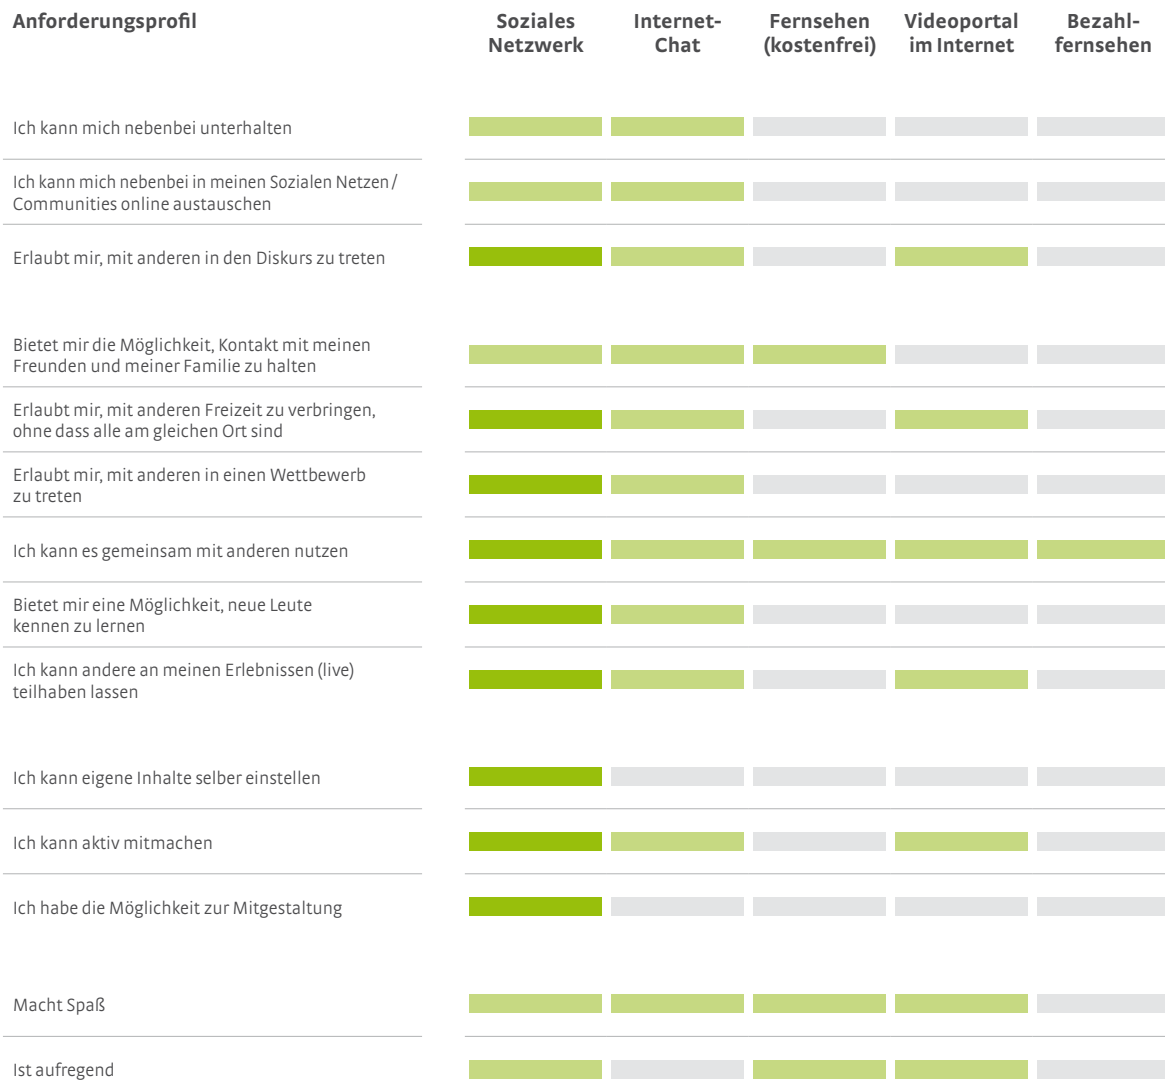 Anforderungsprofil
Soziales
Netzwerk
Internet-
Chat
Fernsehen
(kostenfrei)
Videoportal
im Internet
Bezahl-
fernsehen
Ich kann mich nebenbei unterhalten
Ich kann mich nebenbei in meinen Sozialen Netzen/
Communities online austauschen
Erlaubt mir, mit anderen in den Diskurs zu treten
Bietet mir die Möglichkeit, Kontakt mit meinen
Freunden und meiner Familie zu halten
Erlaubt mir, mit anderen Freizeit zu verbringen,
ohne dass alle am gleichen Ort sind
Erlaubt mir, mit anderen in einen Wettbewerb
zu treten
Ich kann es gemeinsam mit anderen nutzen
Bietet mir eine Möglichkeit, neue Leute
kennen zu lernen
Ich kann andere an meinen Erlebnissen (live)
teilhaben lassen
Ich kann eigene Inhalte selber einstellen
Ich kann aktiv mitmachen
Ich habe die Möglichkeit zur Mitgestaltung
Macht Spaß
Ist aufregend